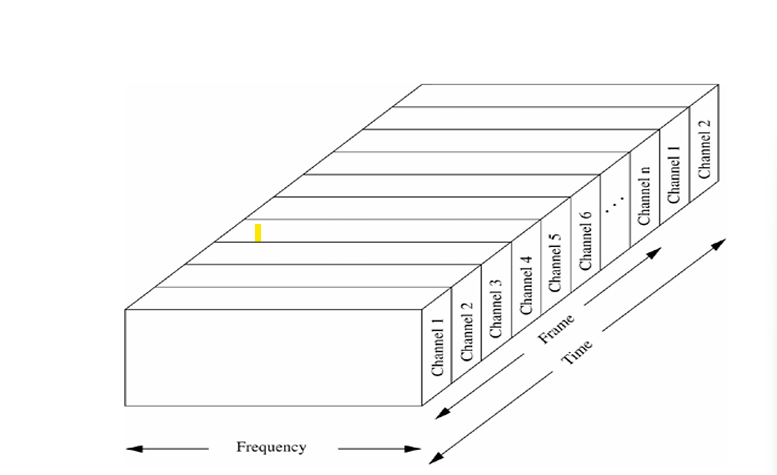 Channel 1
Channel 2
Channel 3
Channel 4
Channel 5
Channel 6
. . .
Channel n
Channel 1
Channel 2
Frame
Time
Frequency